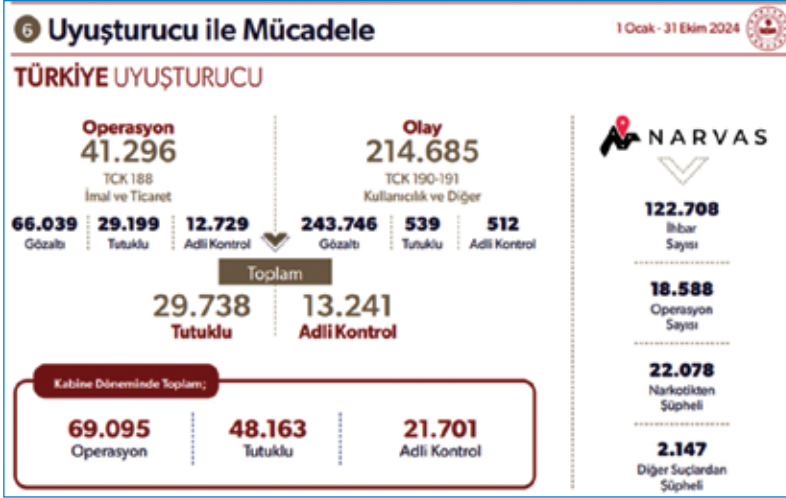 6 Uyuşturucu ile Mücadele
1 Ocak - 31 Ekim 2024
TÜRKİYE UYUŞTURUCU
Operasyon
41.296
TCK 188
İmal ve Ticaret
66.039 29.199 12.729
Gözaltı Tutuklu Adli Kontrol
Olay
214.685
TCK 190-191
Kullanıcılık ve Diğer
243.746 539 512
Gözaltı Tutuklu Adli Kontrol
Toplam
29.738 13.241
Tutuklu Adli Kontrol
Kabine Döneminde Toplam;
69.095 48.163 21.701
Operasyon Tutuklu Adli Kontrol
NARVAS
122.708
İhbar
Sayısı
18.588
Operasyon
Sayısı
22.078
Narkotikten
Şüpheli
2.147
Diğer Suçlardan
Şüpheli